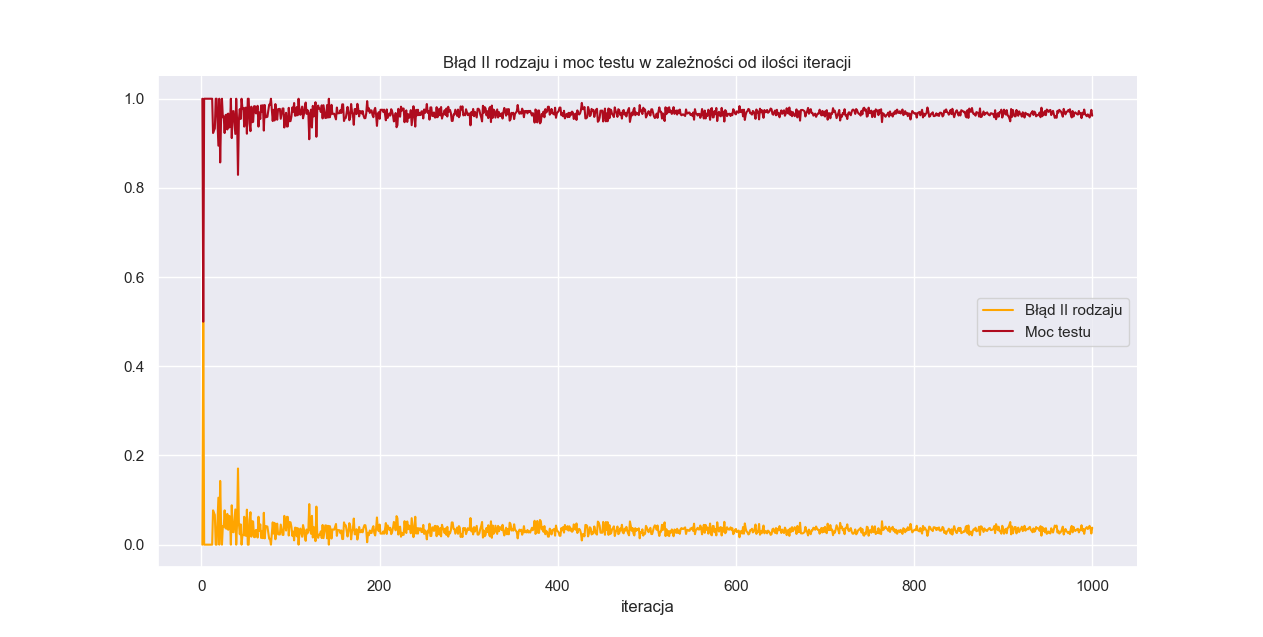 Błąd II rodzaju i moc testu w zależności od ilości iteracji
1.0
0.8
0.6
0.4
0.2
0.0
Błąd II rodzaju
Moc testu
0 200 400 600 800 1000
iteracja